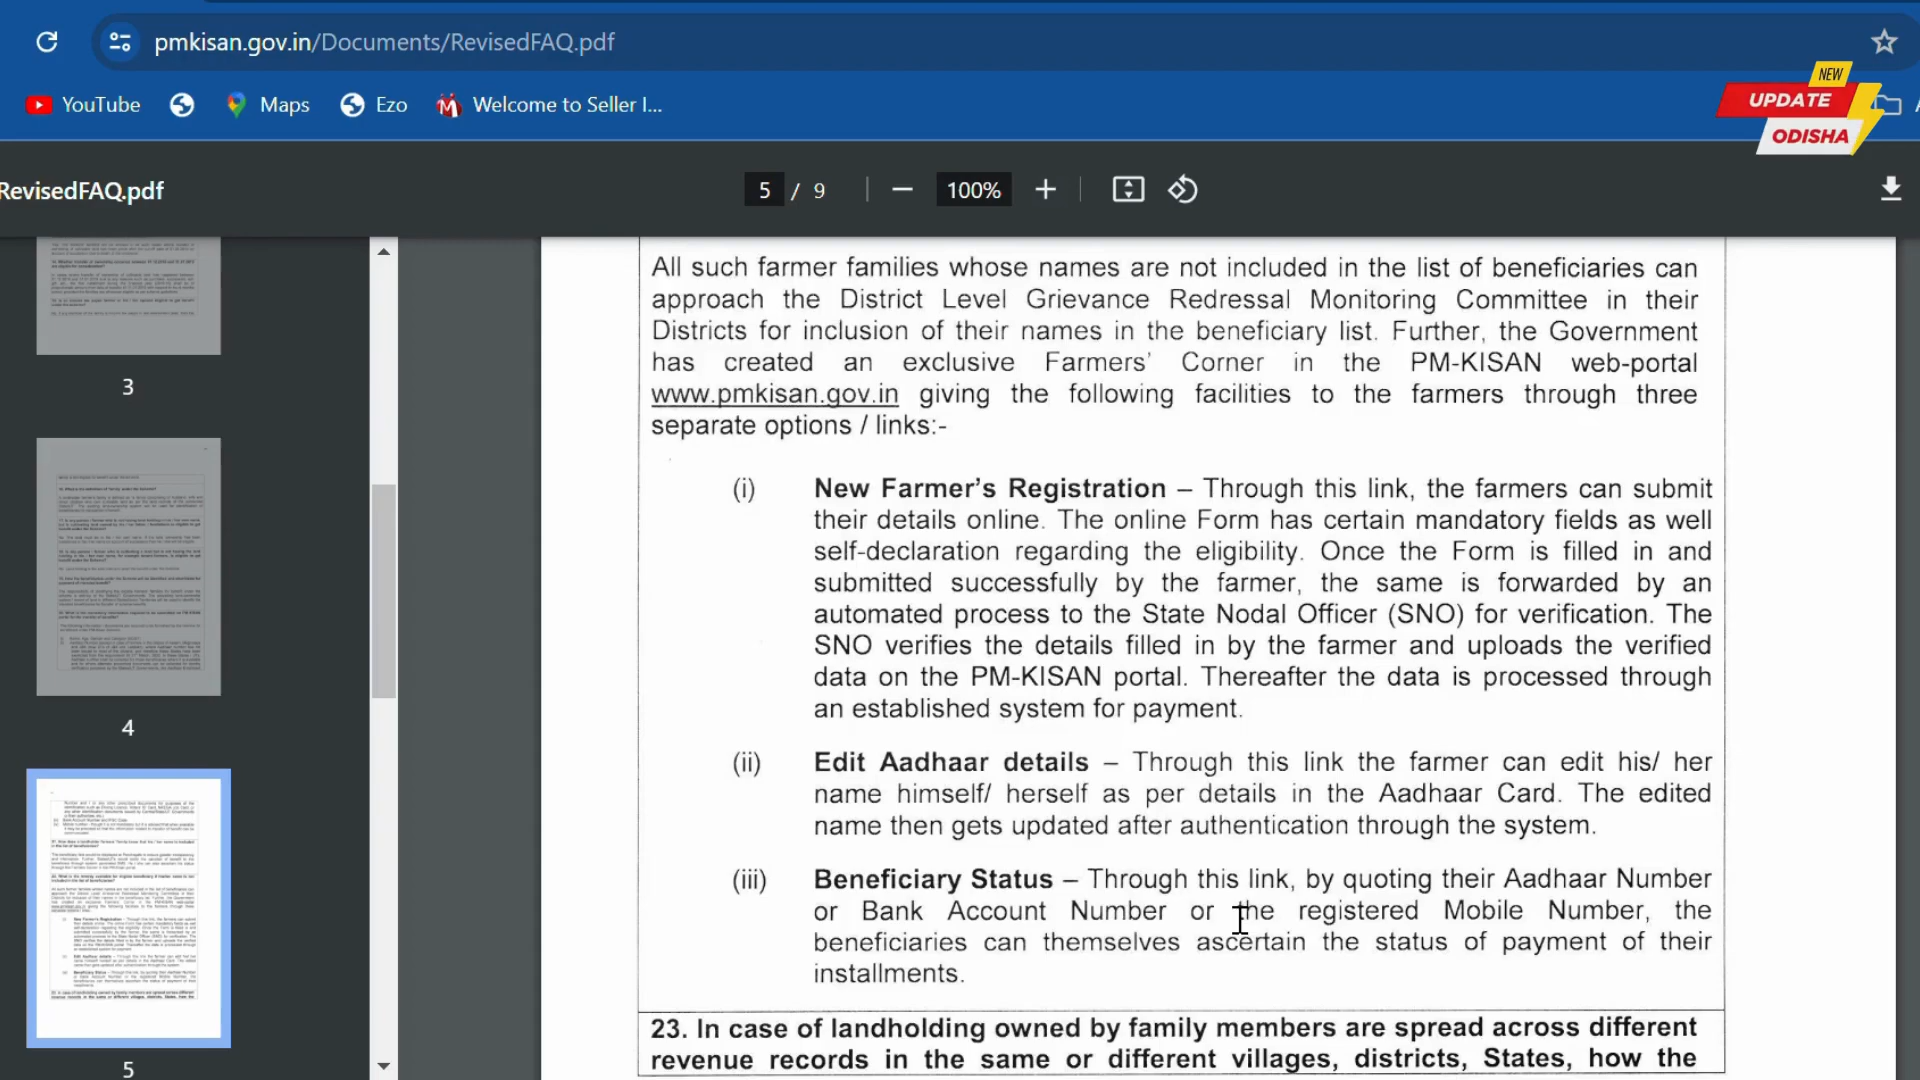 pmkisan.gov.in/Documents/RevisedFAQ.pdf
YouTube Maps Ezo Welcome to Seller I...
NEW
UPDATE
ODISHA
RevisedFAQ.pdf
5 / 9 100%
3
4
5
All such farmer families whose names are not included in the list of beneficiaries can
approach the District Level Grievance Redressal Monitoring Committee in their
Districts for inclusion of their names in the beneficiary list. Further, the Government
has created an exclusive Farmers' Corner in the PM-KISAN web-portal
www.pmkisan.gov.in giving the following facilities to the farmers through three
separate options / links:-
(i) New Farmer's Registration – Through this link, the farmers can submit
their details online. The online Form has certain mandatory fields as well
self-declaration regarding the eligibility. Once the Form is filled in and
submitted successfully by the farmer, the same is forwarded by an
automated process to the State Nodal Officer (SNO) for verification. The
SNO verifies the details filled in by the farmer and uploads the verified
data on the PM-KISAN portal. Thereafter the data is processed through
an established system for payment.
(ii) Edit Aadhaar details – Through this link the farmer can edit his/ her
name himself/ herself as per details in the Aadhaar Card. The edited
name then gets updated after authentication through the system.
(iii) Beneficiary Status – Through this link, by quoting their Aadhaar Number
or Bank Account Number or the registered Mobile Number, the
beneficiaries can themselves ascertain the status of payment of their
installments.
23. In case of landholding owned by family members are spread across different
revenue records in the same or different villages, districts, States, how the